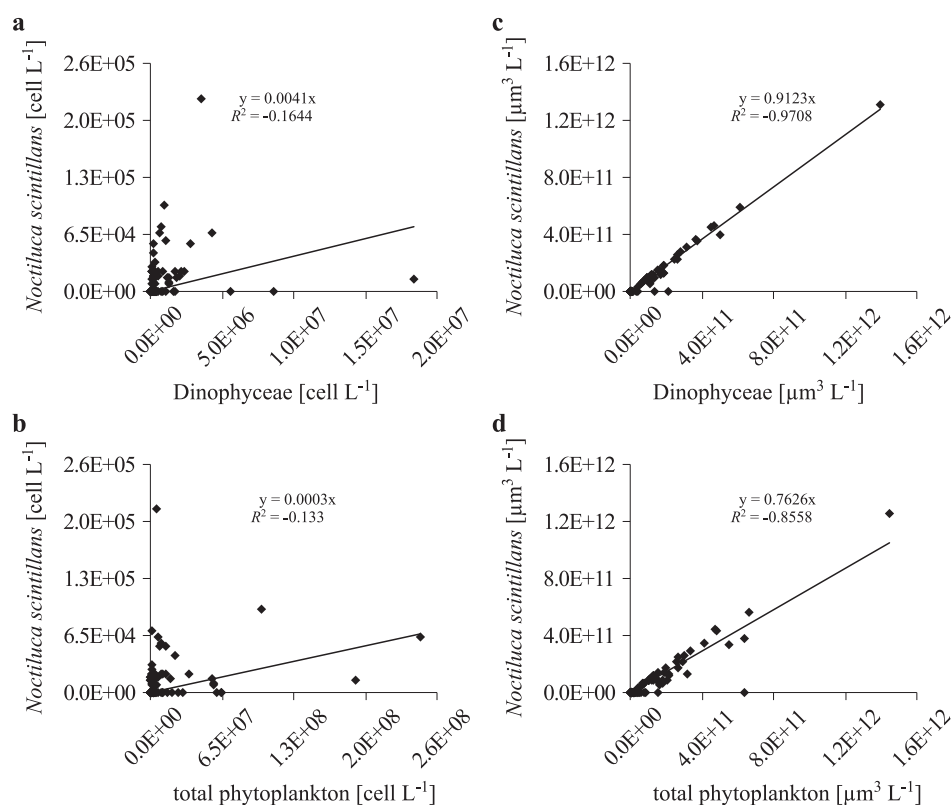 a
Noctiluca scintillans [cell L⁻¹]
2.6E+05
2.0E+05
1.3E+05
6.5E+04
0.0E+00
y = 0.0041x
R² = -0.1644
0.0E+00
5.0E+06
1.0E+07
1.5E+07
2.0E+07
Dinophyceae [cell L⁻¹]
c
Noctiluca scintillans [µm³ L⁻¹]
1.6E+12
1.2E+12
8.0E+11
4.0E+11
0.0E+00
y = 0.9123x
R² = -0.9708
0.0E+00
4.0E+11
8.0E+11
1.2E+12
1.6E+12
Dinophyceae [µm³ L⁻¹]
b
Noctiluca scintillans [cell L⁻¹]
2.6E+05
2.0E+05
1.3E+05
6.5E+04
0.0E+00
y = 0.0003x
R² = -0.133
0.0E+00
6.5E+07
1.3E+08
2.0E+08
2.6E+08
total phytoplankton [cell L⁻¹]
d
Noctiluca scintillans [µm³ L⁻¹]
1.6E+12
1.2E+12
8.0E+11
4.0E+11
0.0E+00
y = 0.7626x
R² = -0.8558
0.0E+00
4.0E+11
8.0E+11
1.2E+12
1.6E+12
total phytoplankton [µm³ L⁻¹]